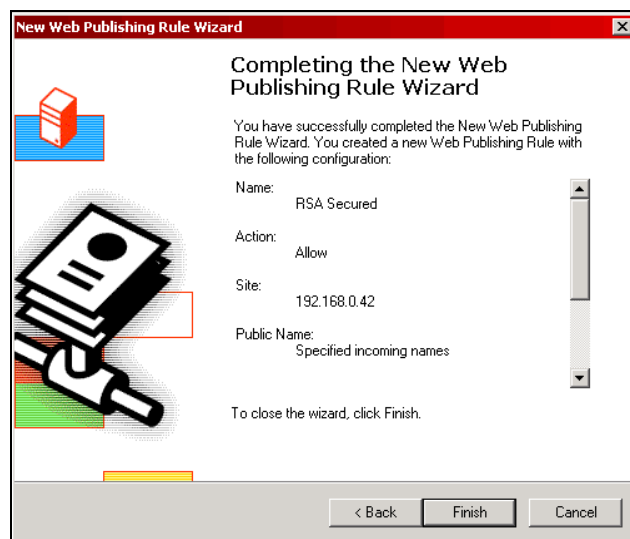 New Web Publishing Rule Wizard
Completing the New Web
Publishing Rule Wizard
You have successfully completed the New Web Publishing
Rule Wizard. You created a new Web Publishing Rule with
the following configuration:
Name:
RSA Secured
Action:
Allow
Site:
192.168.0.42
Public Name:
Specified incoming names
To close the wizard, click Finish.
< Back Finish Cancel